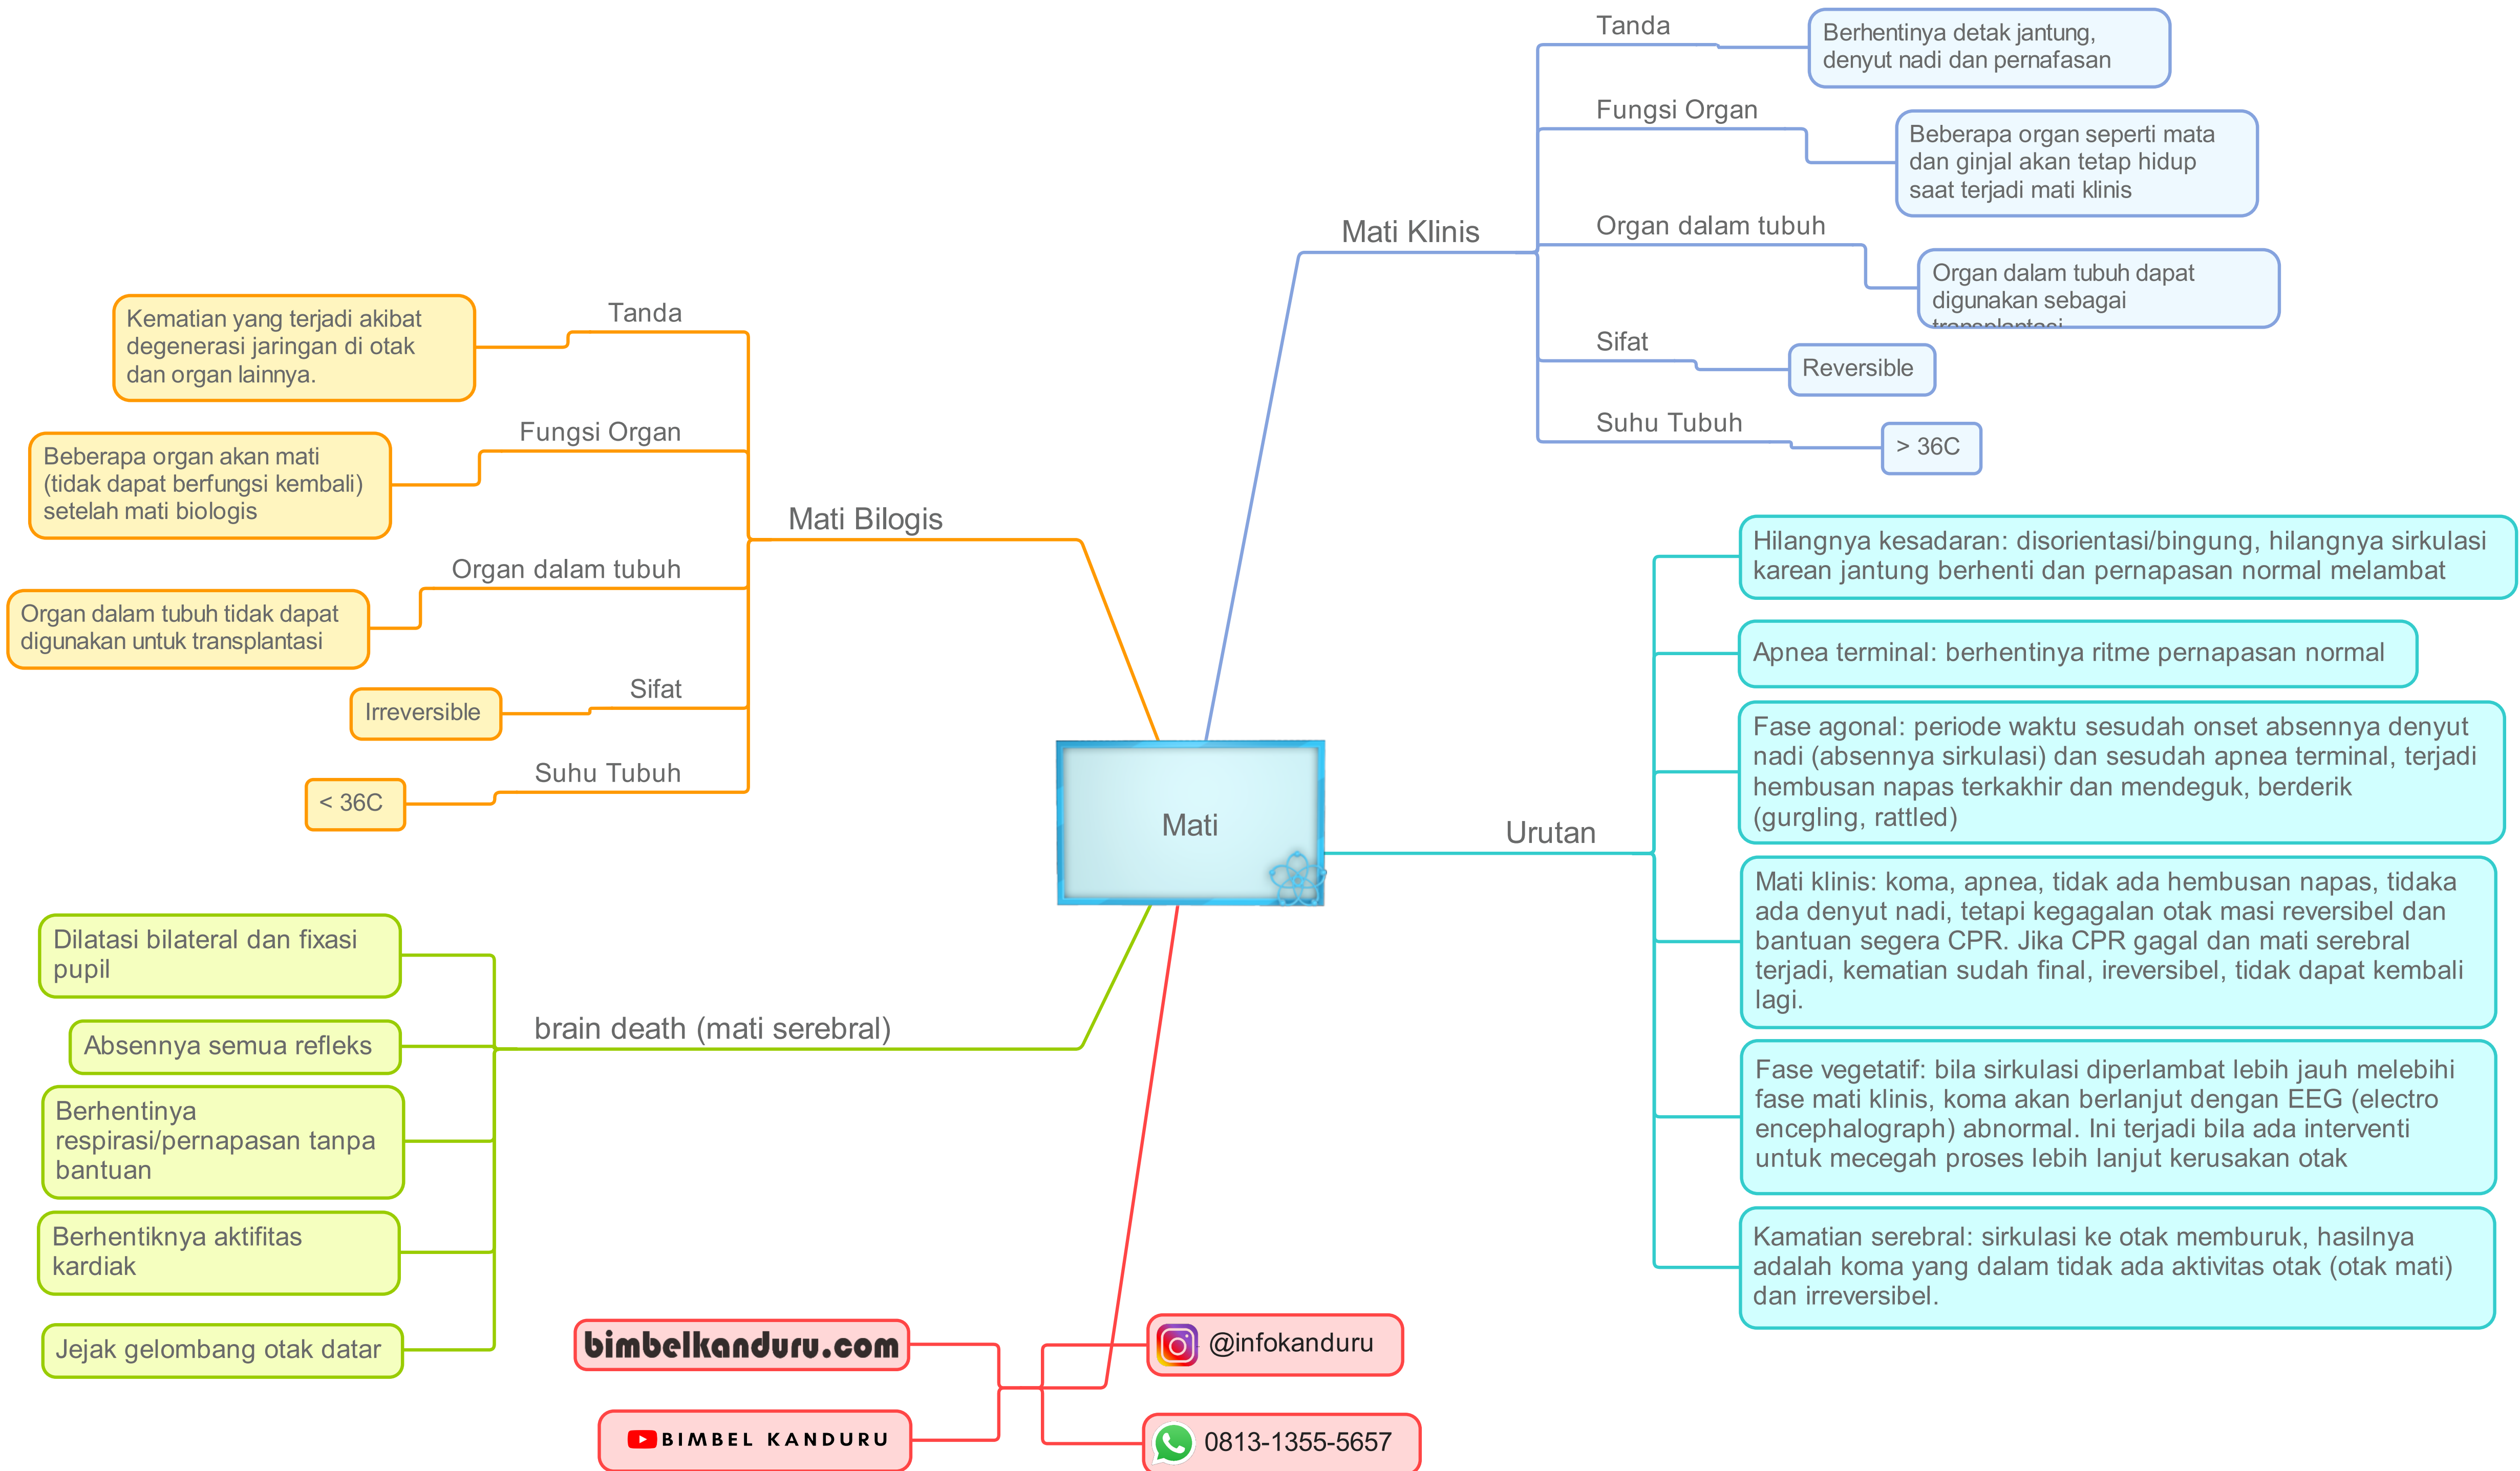 Mati
Mati Klinis
Tanda
Berhentinya detak jantung,
denyut nadi dan pernafasan
Fungsi Organ
Beberapa organ seperti mata
dan ginjal akan tetap hidup
saat terjadi mati klinis
Organ dalam tubuh
Organ dalam tubuh dapat
digunakan sebagai
transplantasi
Sifat
Reversible
Suhu Tubuh
> 36C
Urutan
Hilangnya kesadaran: disorientasi/bingung, hilangnya sirkulasi
karean jantung berhenti dan pernapasan normal melambat
Apnea terminal: berhentinya ritme pernapasan normal
Fase agonal: periode waktu sesudah onset absennya denyut
nadi (absennya sirkulasi) dan sesudah apnea terminal, terjadi
hembusan napas terkakhir dan mendeguk, berderik
(gurgling, rattled)
Mati klinis: koma, apnea, tidak ada hembusan napas, tidaka
ada denyut nadi, tetapi kegagalan otak masi reversibel dan
bantuan segera CPR. Jika CPR gagal dan mati serebral
terjadi, kematian sudah final, ireversibel, tidak dapat kembali
lagi.
Fase vegetatif: bila sirkulasi diperlambat lebih jauh melebihi
fase mati klinis, koma akan berlanjut dengan EEG (electro
encephalograph) abnormal. Ini terjadi bila ada interventi
untuk mecegah proses lebih lanjut kerusakan otak
Kamatian serebral: sirkulasi ke otak memburuk, hasilnya
adalah koma yang dalam tidak ada aktivitas otak (otak mati)
dan irreversibel.
Mati Bilogis
Tanda
Kematian yang terjadi akibat
degenerasi jaringan di otak
dan organ lainnya.
Fungsi Organ
Beberapa organ akan mati
(tidak dapat berfungsi kembali)
setelah mati biologis
Organ dalam tubuh
Organ dalam tubuh tidak dapat
digunakan untuk transplantasi
Sifat
Irreversible
Suhu Tubuh
< 36C
brain death (mati serebral)
Dilatasi bilateral dan fixasi
pupil
Absennya semua refleks
Berhentinya
respirasi/pernapasan tanpa
bantuan
Berhentiknya aktifitas
kardiak
Jejak gelombang otak datar
bimbelkanduru.com
BIMBEL KANDURU
@infokanduru
0813-1355-5657